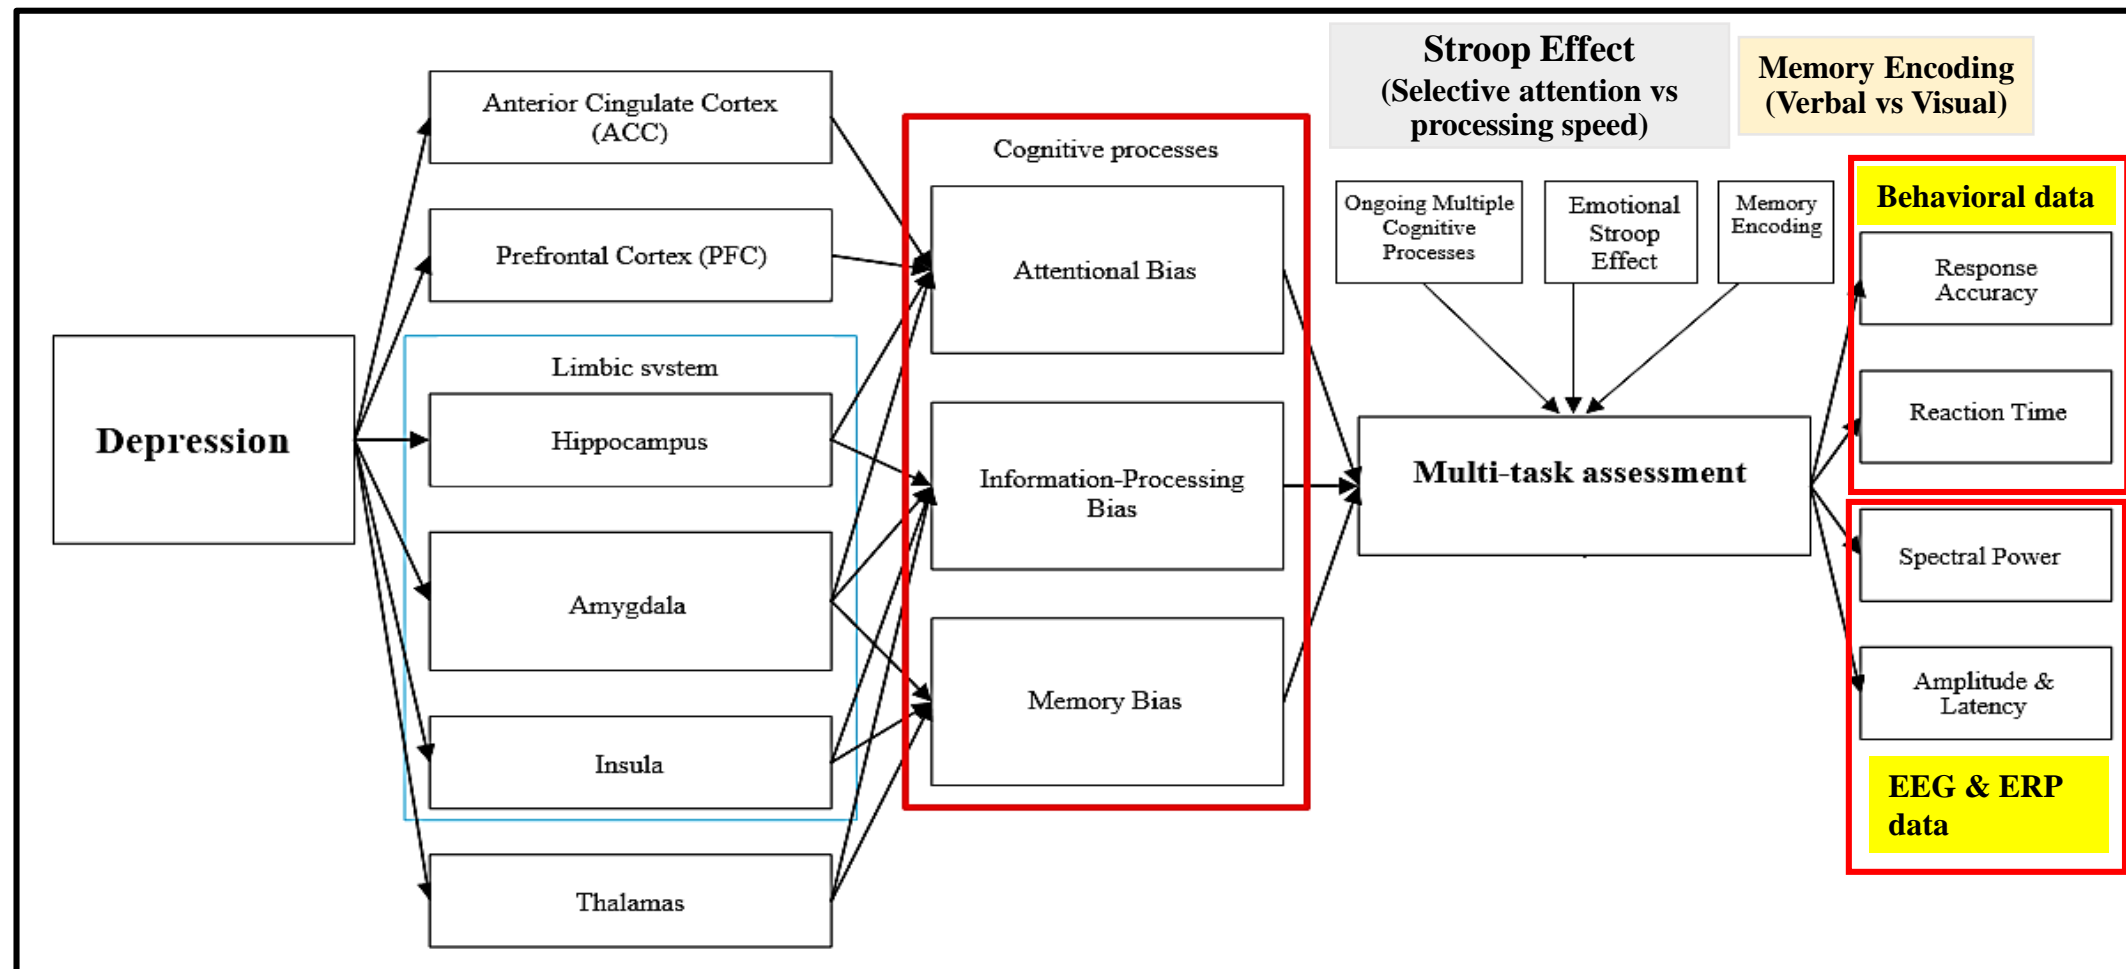 Stroop Effect
(Selective attention vs
processing speed)
Memory Encoding
(Verbal vs Visual)
Anterior Cingulate Cortex
(ACC)
Prefrontal Cortex (PFC)
Limbic svstem
Hippocampus
Amygdala
Insula
Thalamas
Depression
Cognitive processes
Attentional Bias
Information-Processing
Bias
Memory Bias
Ongoing Multiple
Cognitive
Processes
Emotional
Stroop
Effect
Memory
Encoding
Multi-task assessment
Behavioral data
Response
Accuracy
Reaction Time
Spectral Power
Amplitude &
Latency
EEG & ERP
data